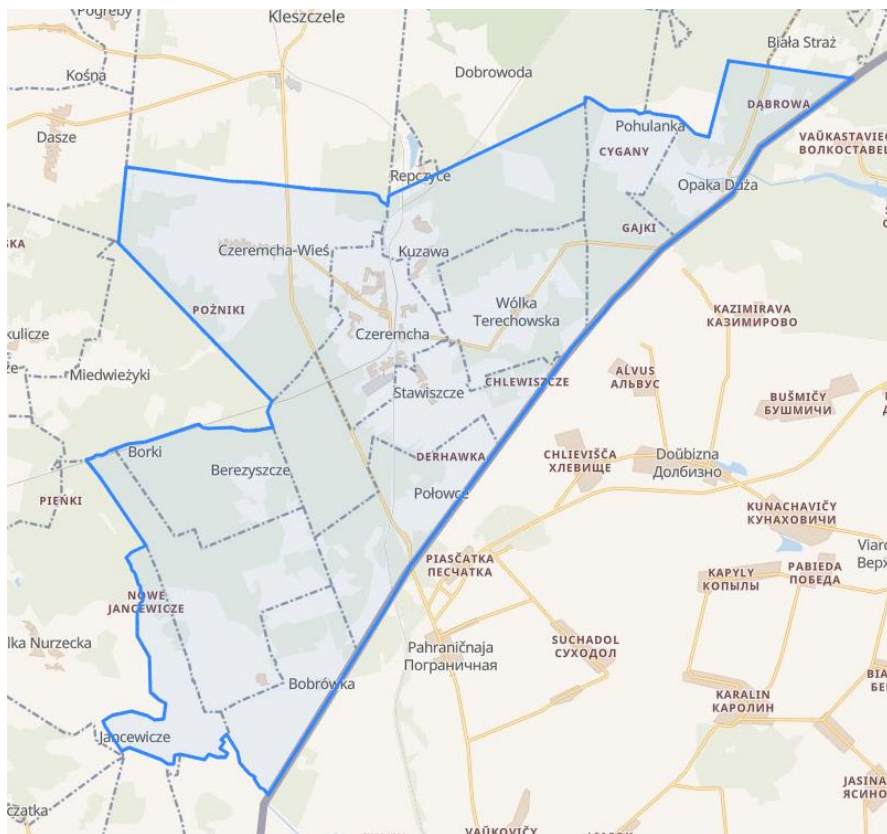 Pogreby
Kleszczele
Biała Straż
Kośna
Dobrowoda
DĄBROWA
Dasze
Pohulanka
VAŬKASTAVIEC
ВОЛКОСТАВЕЦ
CYGANY
Repczyce
Opaka Duża
GAJKI
Czeremcha-Wieś
Kuzawa
POŻNIKI
Wólka
Terechowska
KAZIMIRAVA
КАЗИМИРОВО
kulicze
Czeremcha
Miedwieżyki
ALVUS
АЛЬВУС
CHLEWISZCZE
Stawiszcze
BUŠMIČY
БУШМИЧИ
Borki
Berezyszcze
DERHAWKA
CHLIEVIŠČA
ХЛЕВИЩЕ
Doŭbizna
Долбизно
PIEŃKI
Połowce
KUNACHAVIČY
КУНАХОВИЧИ
PIASČATKA
ПЕСЧАТКА
KAPYLY
КОПЫЛЫ
PABIEDA
ПОБЕДА
Viarc
Верх
NOWE
JANCEWICZE
lka Nurzecka
Pahraničnaja
Пограничная
SUCHADOL
СУХОДОЛ
Bobrówka
KARALIN
КАРОЛИН
Jancewicze
JASINA
ЯСИНО
czatka
VAŬKOVIČY